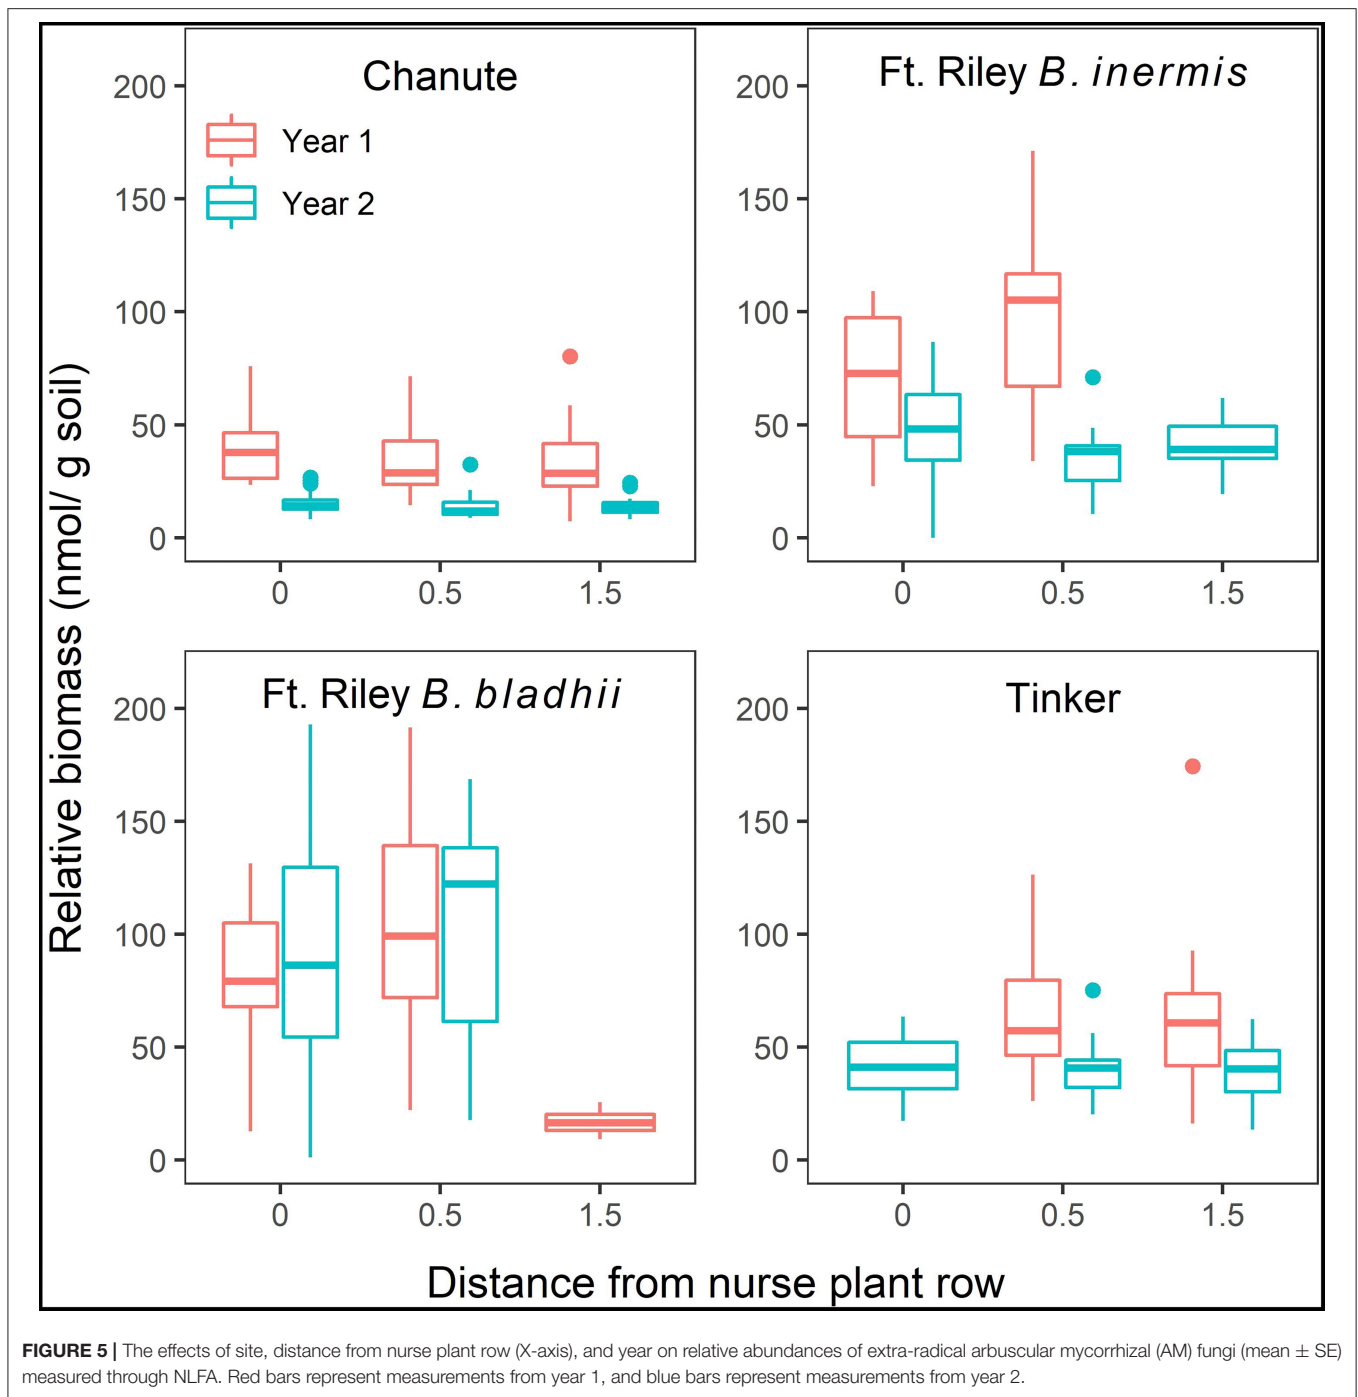 Relative biomass (nmol/ g soil)
Chanute
Year 1
Year 2
200
150
100
50
0
0 0.5 1.5
Ft. Riley B. inermis
200
150
100
50
0
0 0.5 1.5
Ft. Riley B. bladhii
200
150
100
50
0
0 0.5 1.5
Tinker
200
150
100
50
0
0 0.5 1.5
Distance from nurse plant row
FIGURE 5 | The effects of site, distance from nurse plant row (X-axis), and year on relative abundances of extra-radical arbuscular mycorrhizal (AM) fungi (mean ± SE)
measured through NLFA. Red bars represent measurements from year 1, and blue bars represent measurements from year 2.